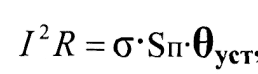 I²R = σ·Sп·θуст,